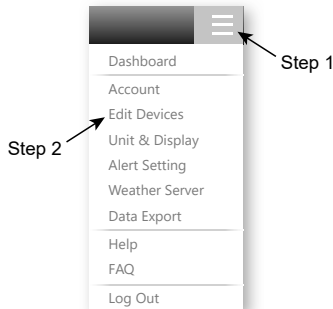 Step 1
Dashboard
Account
Edit Devices
Step 2
Unit & Display
Alert Setting
Weather Server
Data Export
Help
FAQ
Log Out